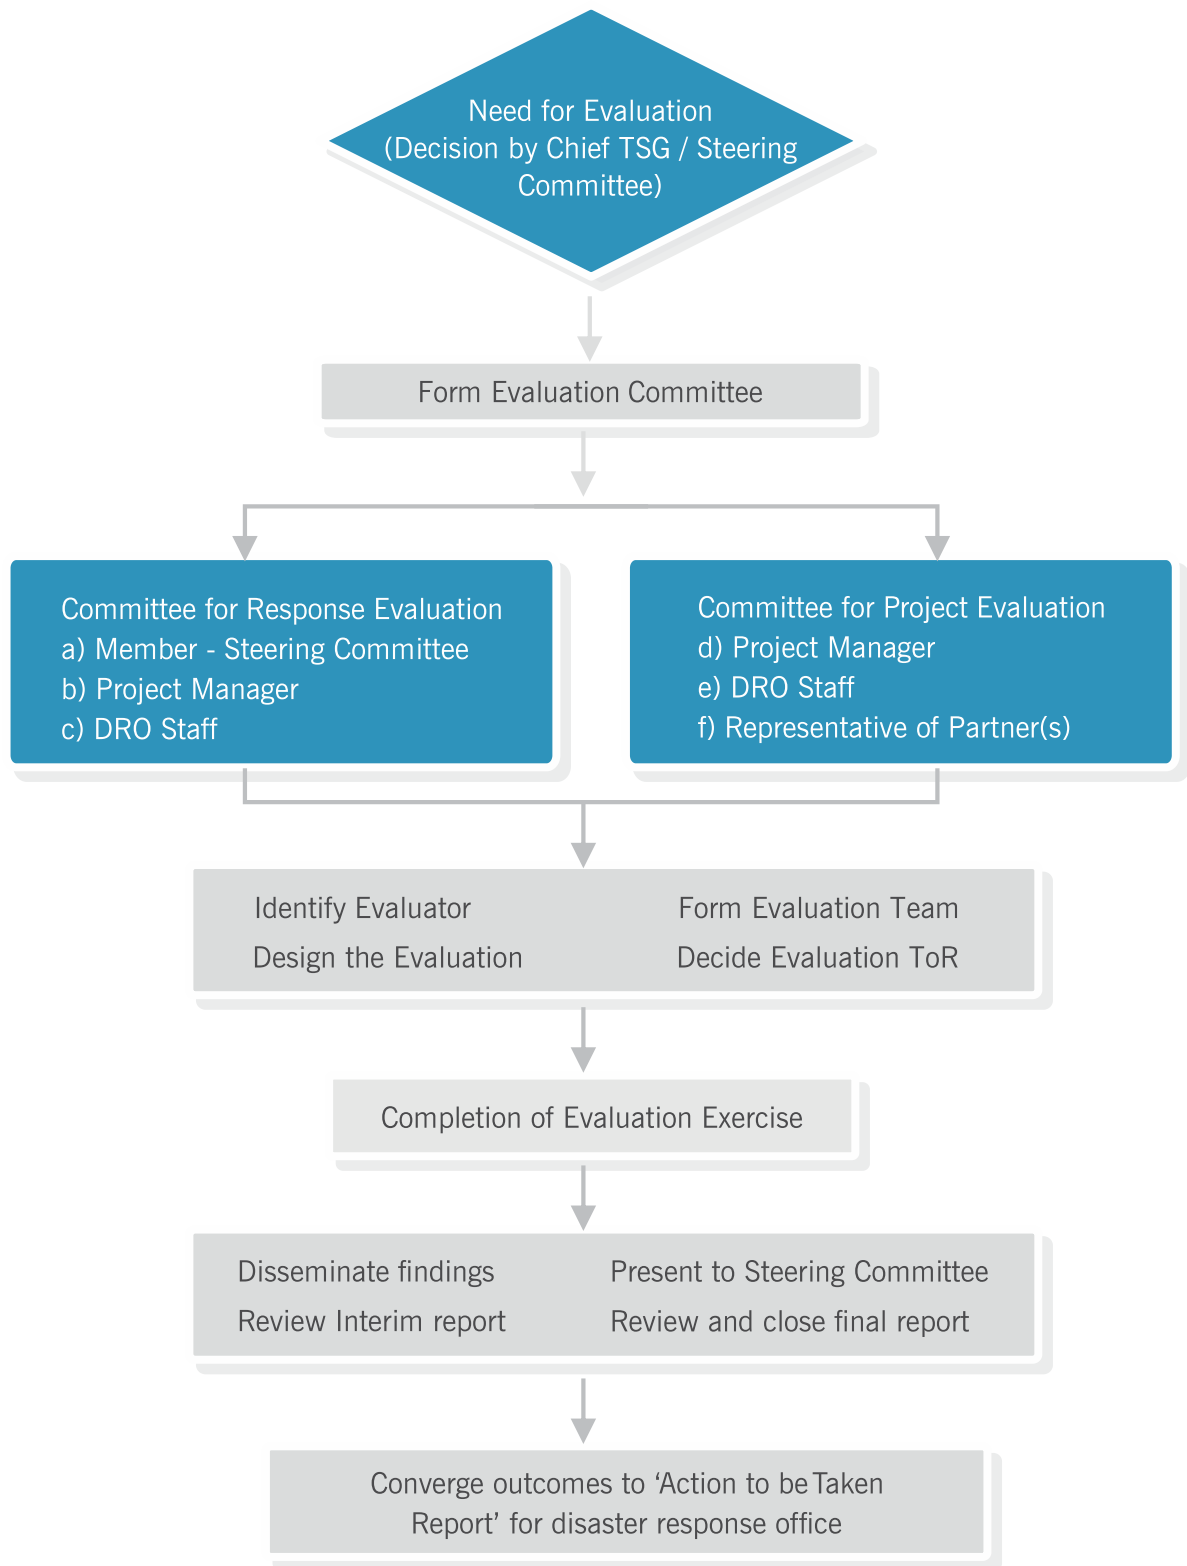 Need for Evaluation
(Decision by Chief TSG / Steering
Committee)
Form Evaluation Committee
Committee for Response Evaluation
a) Member - Steering Committee
b) Project Manager
c) DRO Staff
Committee for Project Evaluation
d) Project Manager
e) DRO Staff
f) Representative of Partner(s)
Identify Evaluator
Form Evaluation Team
Design the Evaluation
Decide Evaluation ToR
Completion of Evaluation Exercise
Disseminate findings
Present to Steering Committee
Review Interim report
Review and close final report
Converge outcomes to ‘Action to be Taken
Report’ for disaster response office